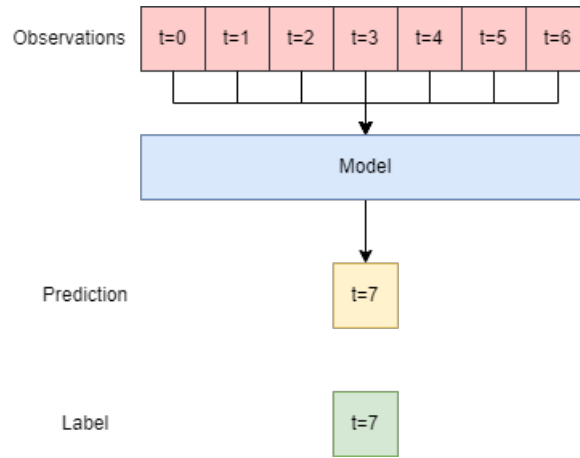 Observations t=0 t=1 t=2 t=3 t=4 t=5 t=6
Model
Prediction t=7
Label t=7